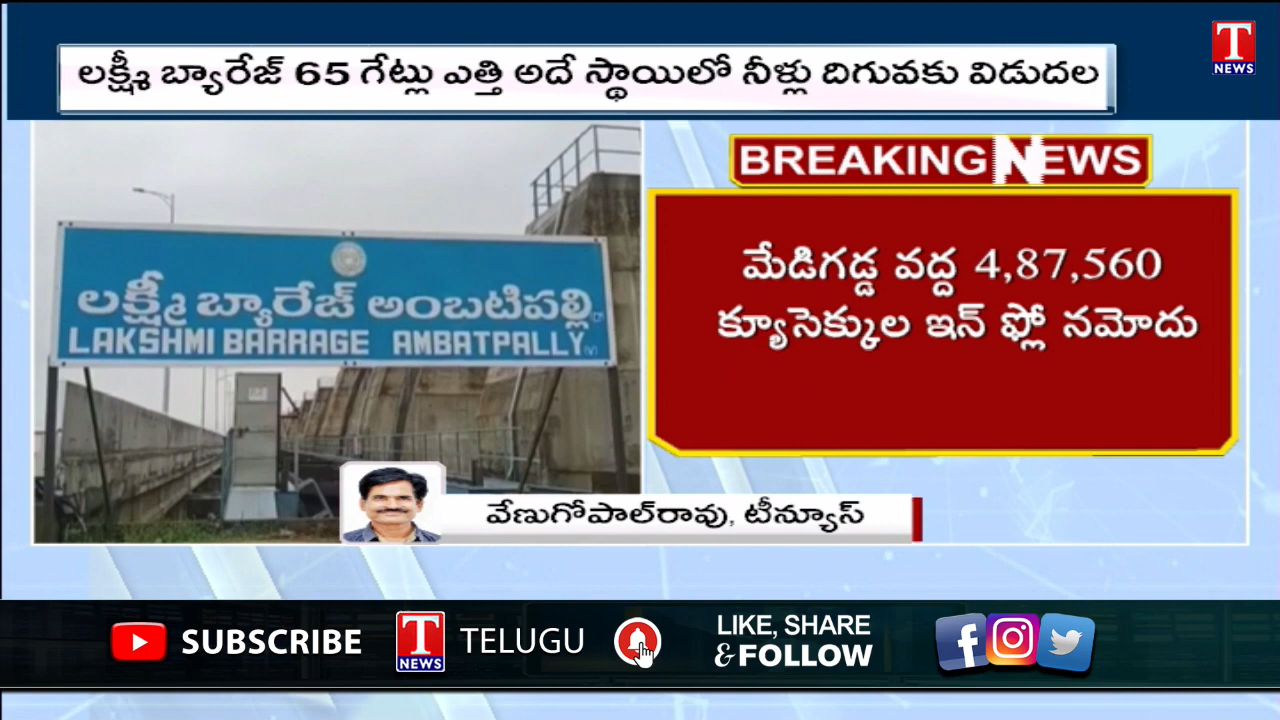 లక్ష్మీ బ్యారేజ్ 65 గేట్లు ఎత్తి అదే స్థాయిలో నీళ్లు దిగువకు విడుదల
T NEWS
BREAKING NEWS
మేడిగడ్డ వద్ద 4,87,560
క్యూసెక్కుల ఇన్ ఫ్లో నమోదు
లక్ష్మీ బ్యారేజ్ అంబటిపల్లి
LAKSHMI BARRAGE AMBATPALLY(V)
వేణుగోపాల్‌రావు, టీన్యూస్
SUBSCRIBE
T NEWS
TELUGU
LIKE, SHARE
& FOLLOW